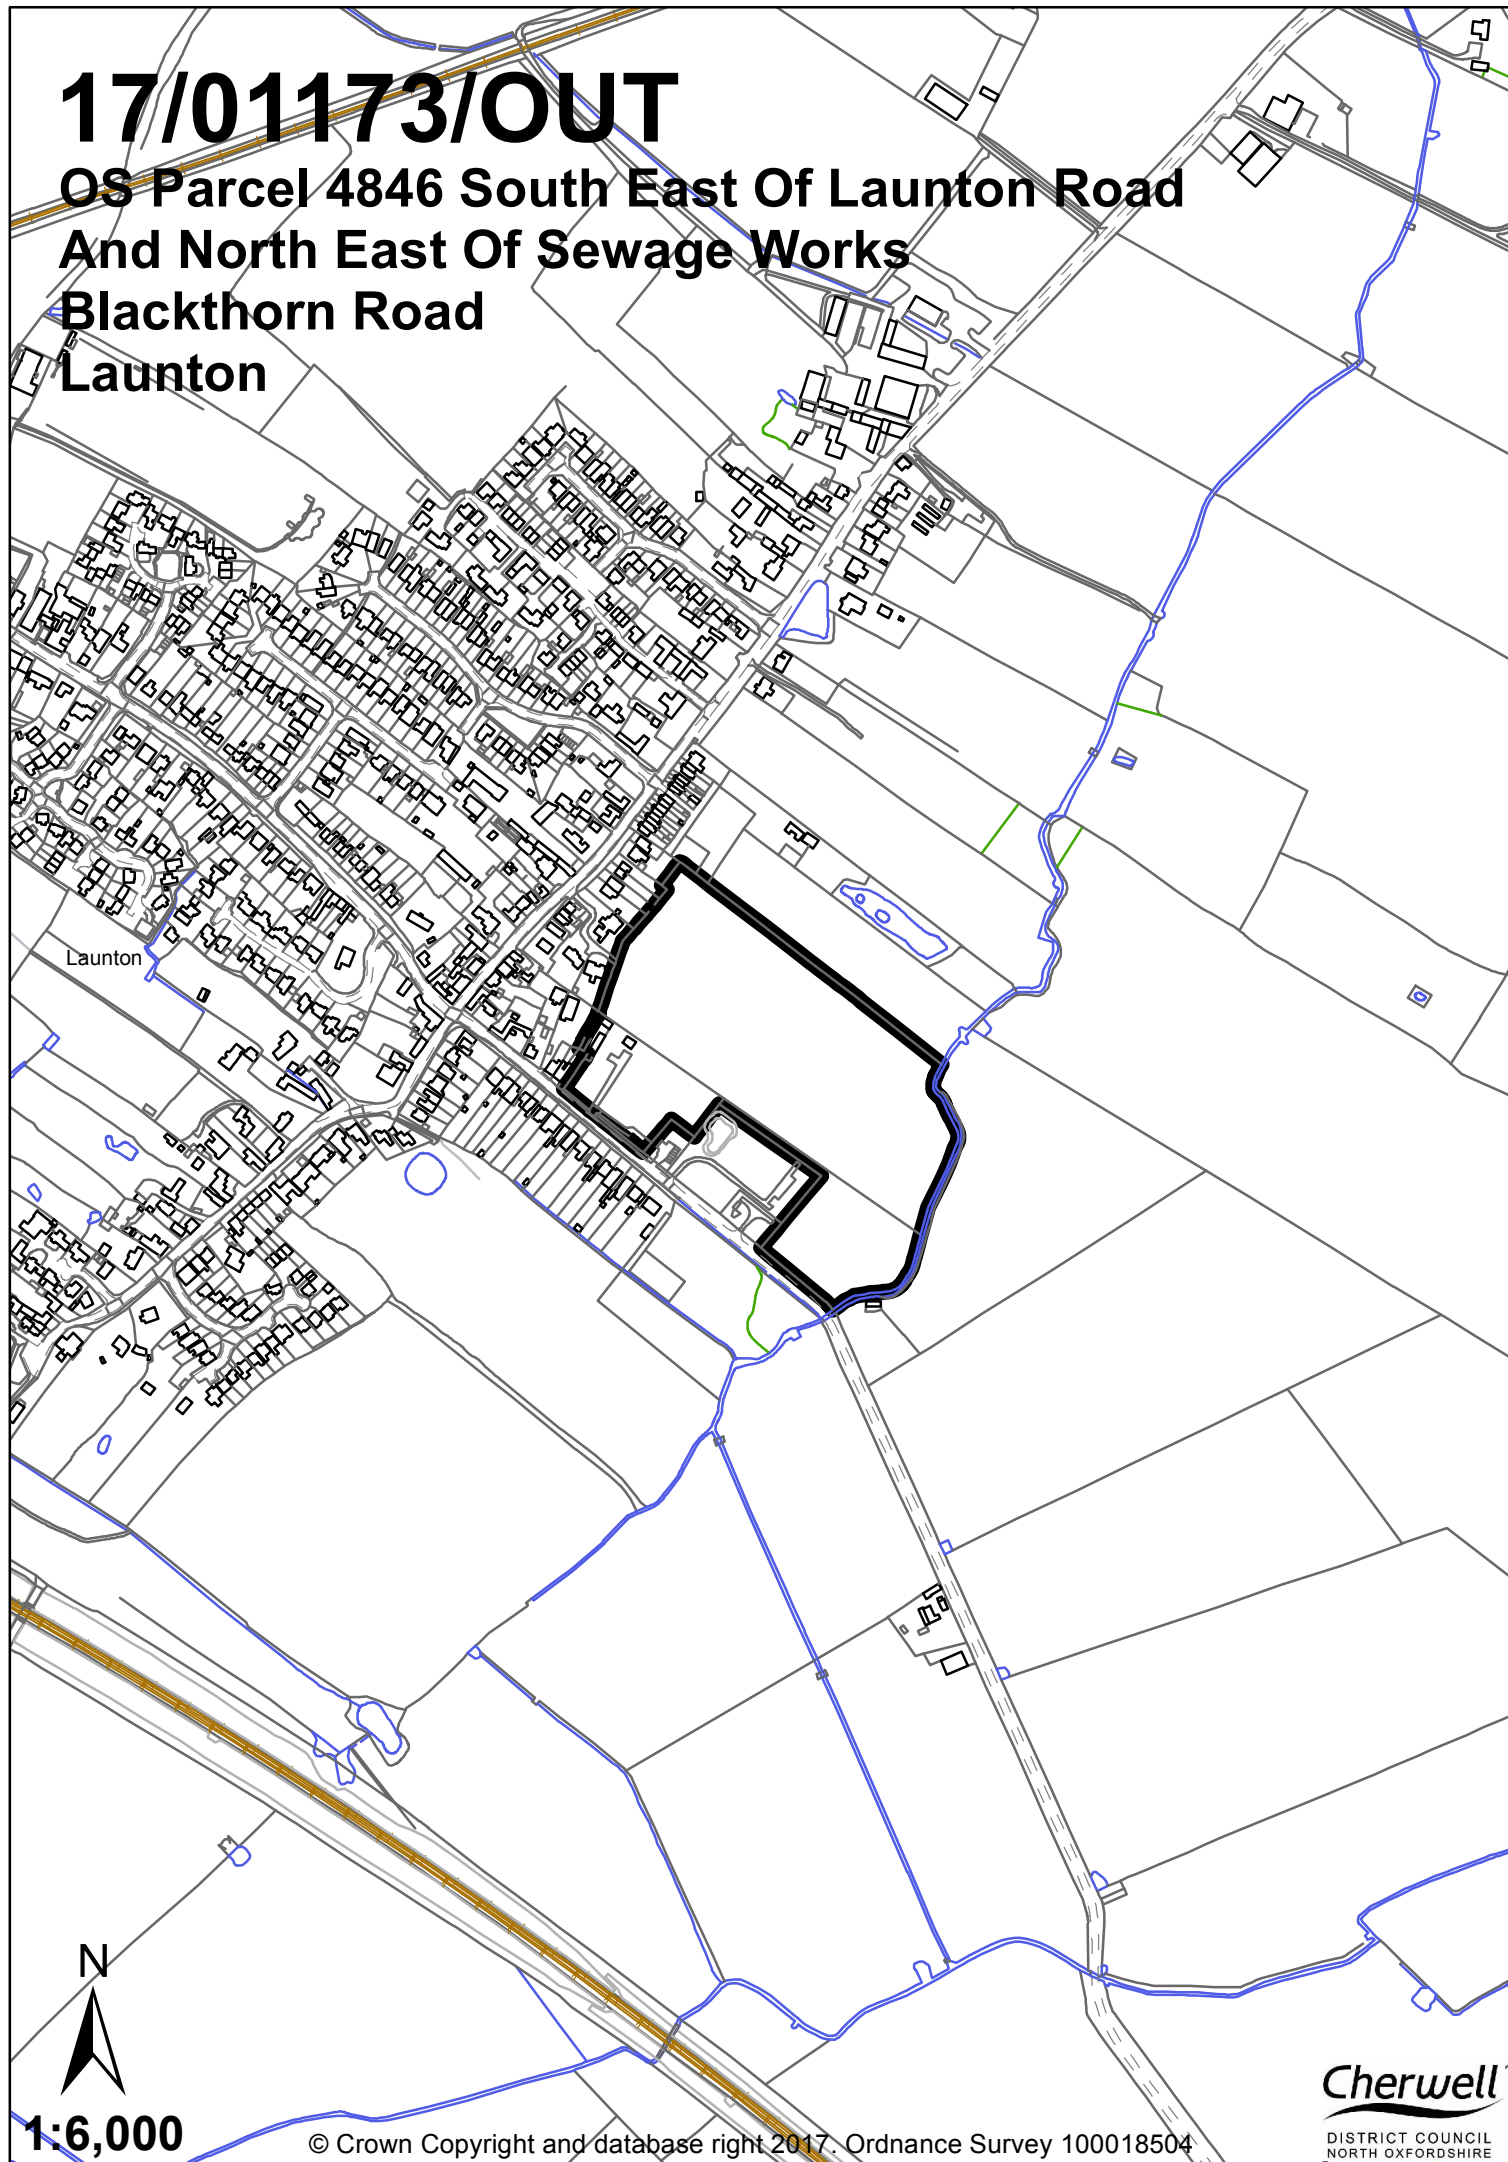 17/01173/OUT
OS Parcel 4846 South East Of Launton Road
And North East Of Sewage Works
Blackthorn Road
Launton
Launton
N
1:6,000
© Crown Copyright and database right 2017. Ordnance Survey 100018504
Cherwell
DISTRICT COUNCIL
NORTH OXFORDSHIRE